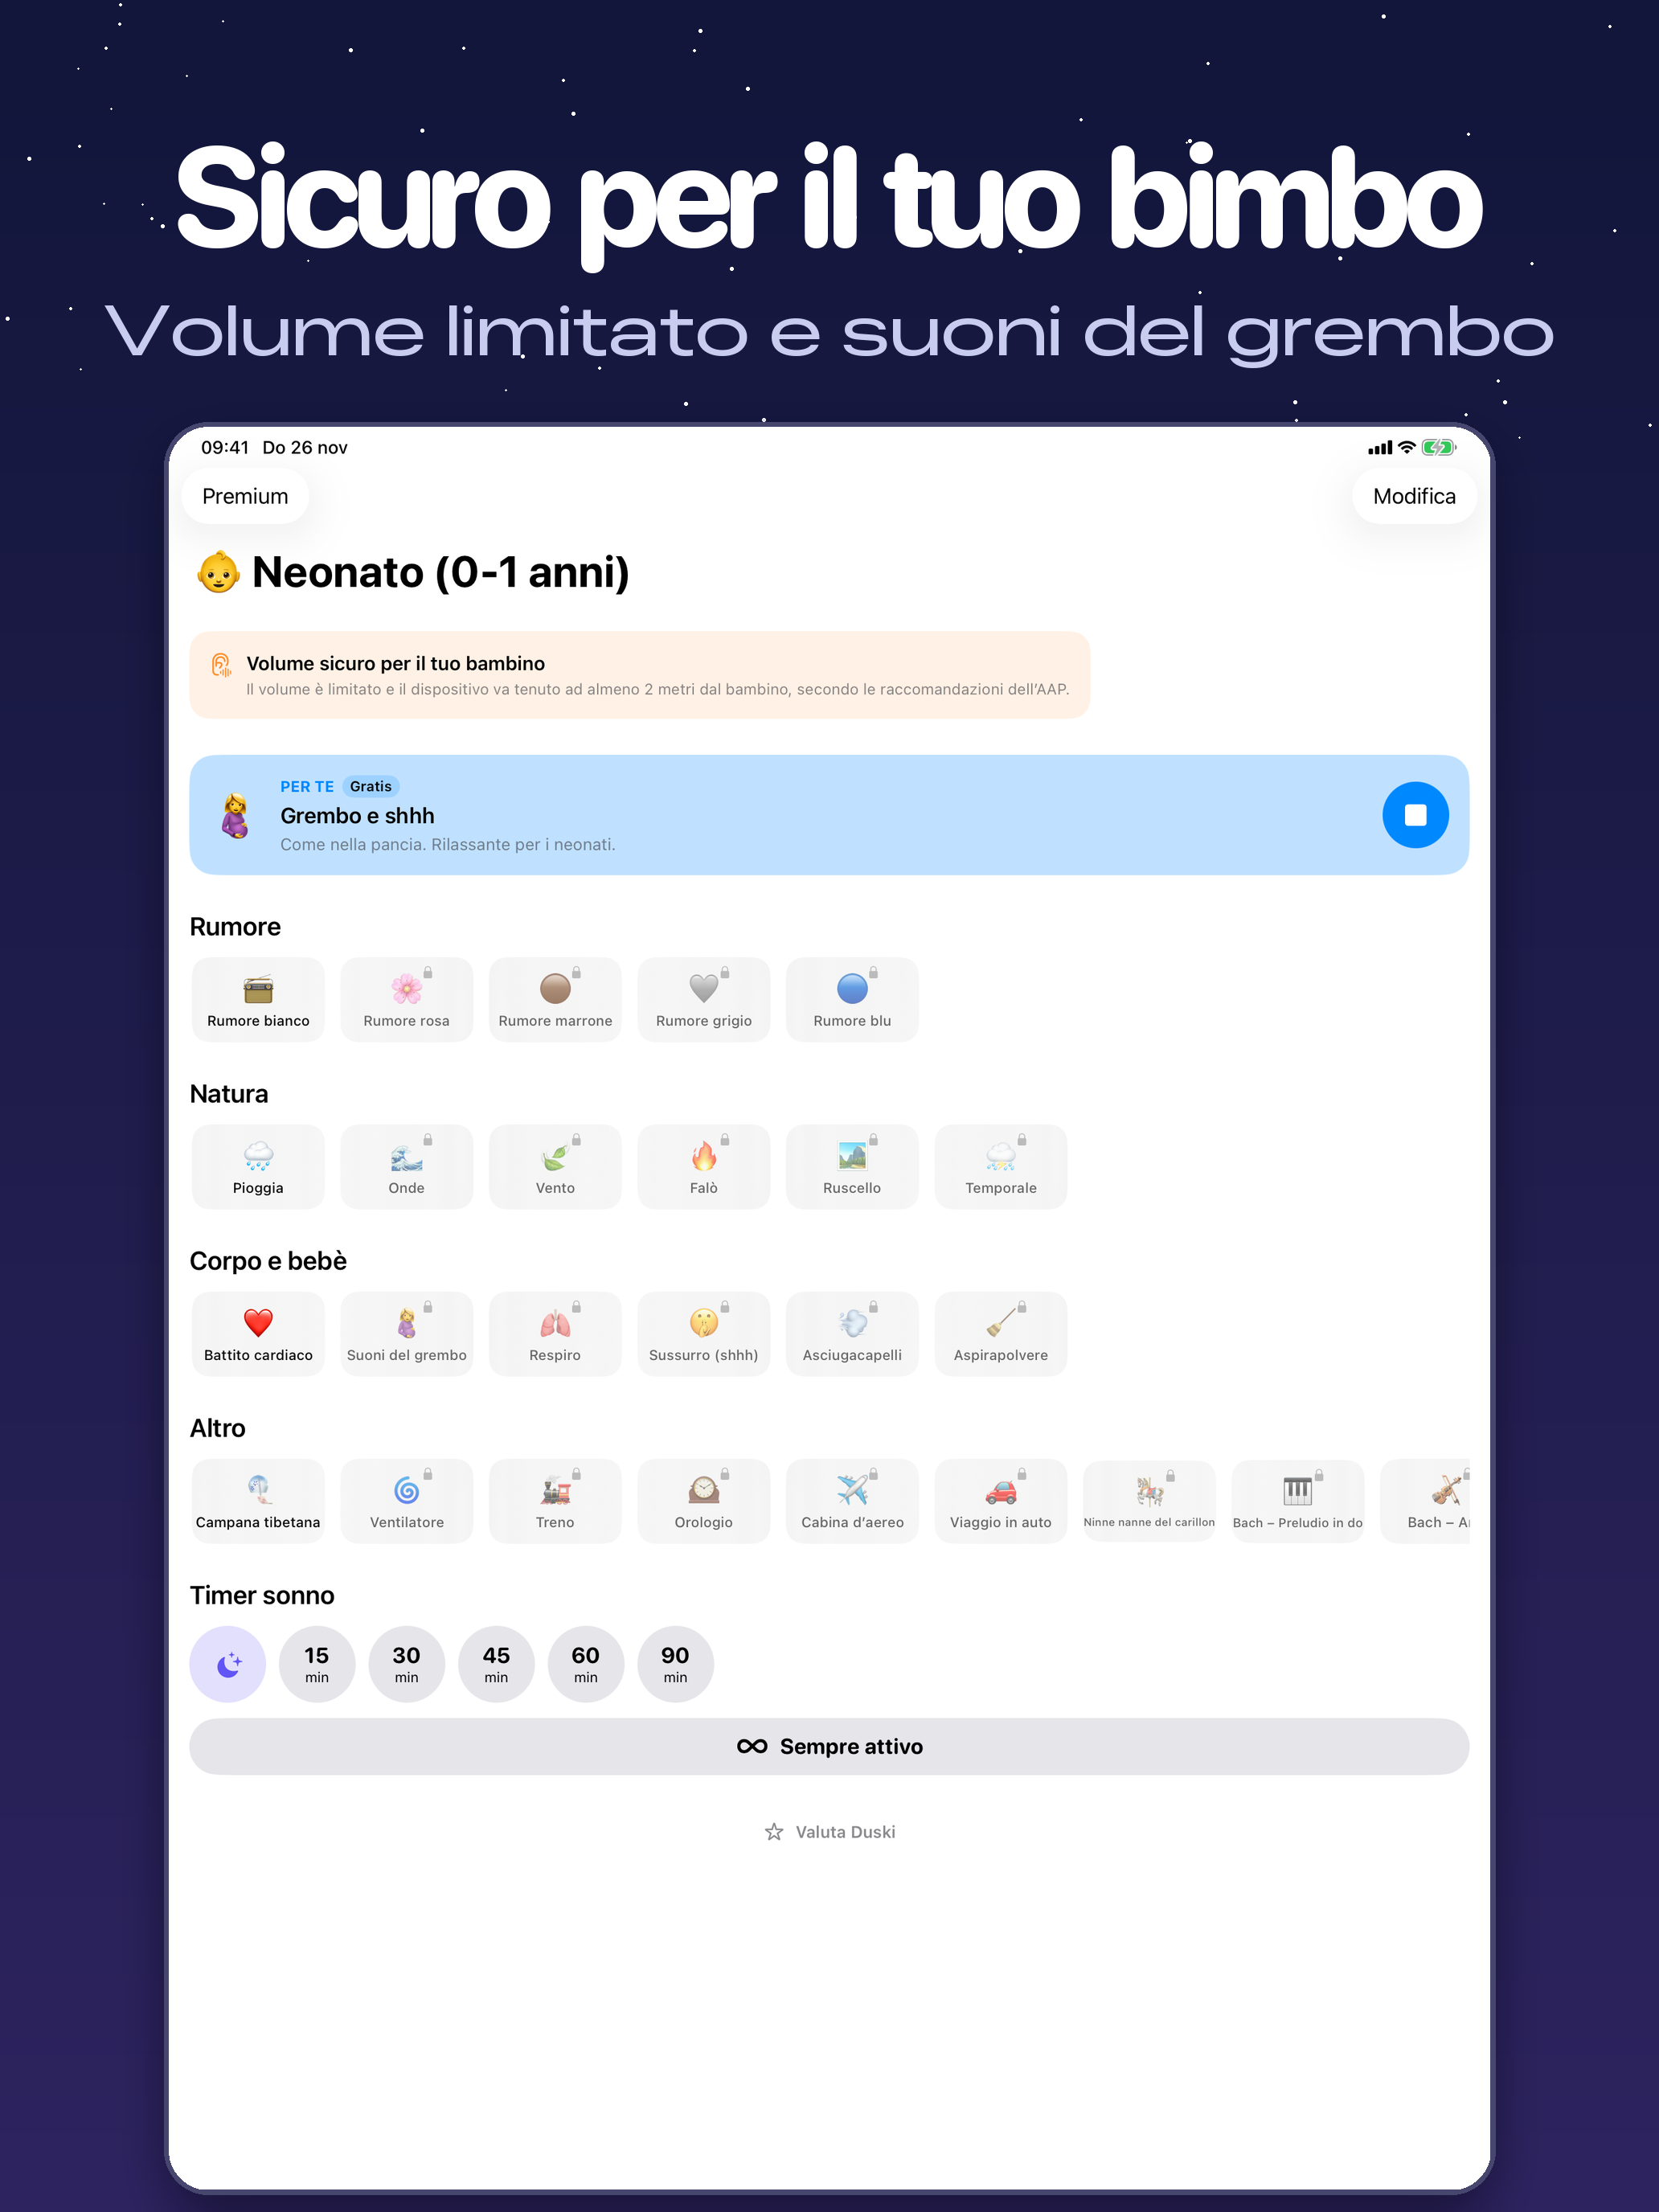 Sicuro per il tuo bimbo
Volume limitato e suoni del grembo
09:41 Do 26 nov
Premium
Modifica
Neonato (0-1 anni)
Volume sicuro per il tuo bambino
Il volume è limitato e il dispositivo va tenuto ad almeno 2 metri dal bambino, secondo le raccomandazioni dell'AAP.
PER TE Gratis
Grembo e shhh
Come nella pancia. Rilassante per i neonati.
Rumore
Rumore bianco
Rumore rosa
Rumore marrone
Rumore grigio
Rumore blu
Natura
Pioggia
Onde
Vento
Falò
Ruscello
Temporale
Corpo e bebè
Battito cardiaco
Suoni del grembo
Respiro
Sussurro (shhh)
Asciugacapelli
Aspirapolvere
Altro
Campana tibetana
Ventilatore
Treno
Orologio
Cabina d'aereo
Viaggio in auto
Ninne nanne del carillon
Bach – Preludio in do
Bach –
Timer sonno
15 min
30 min
45 min
60 min
90 min
Sempre attivo
Valuta Duski